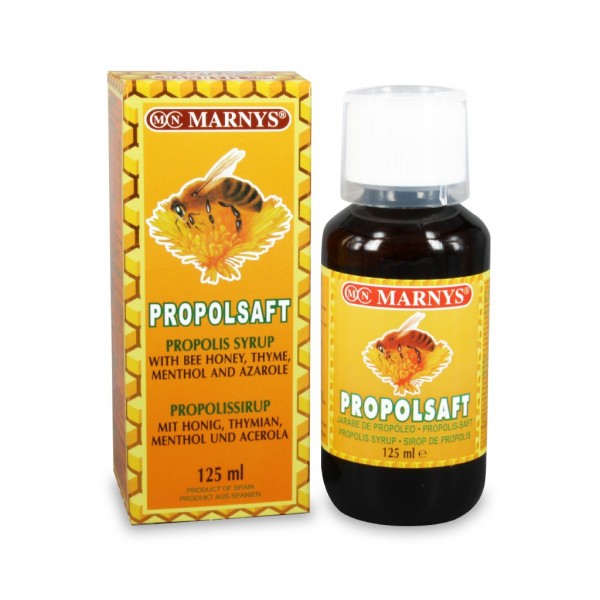 MN MARNYS®
PROPOLSAFT
PROPOLIS SYRUP
WITH BEE HONEY, THYME,
MENTHOL AND AZAROLE
PROPOLISSIRUP
MIT HONIG, THYMIAN,
MENTHOL UND ACEROLA
125 ml
PRODUCT OF SPAIN
PRODUKT AUS SPANIEN
MN MARNYS®
PROPOLSAFT
JARABE DE PROPÓLEO · PROPOLIS-SAFT
PROPOLIS SYRUP · SIROP DE PROPOLIS
125 ml e